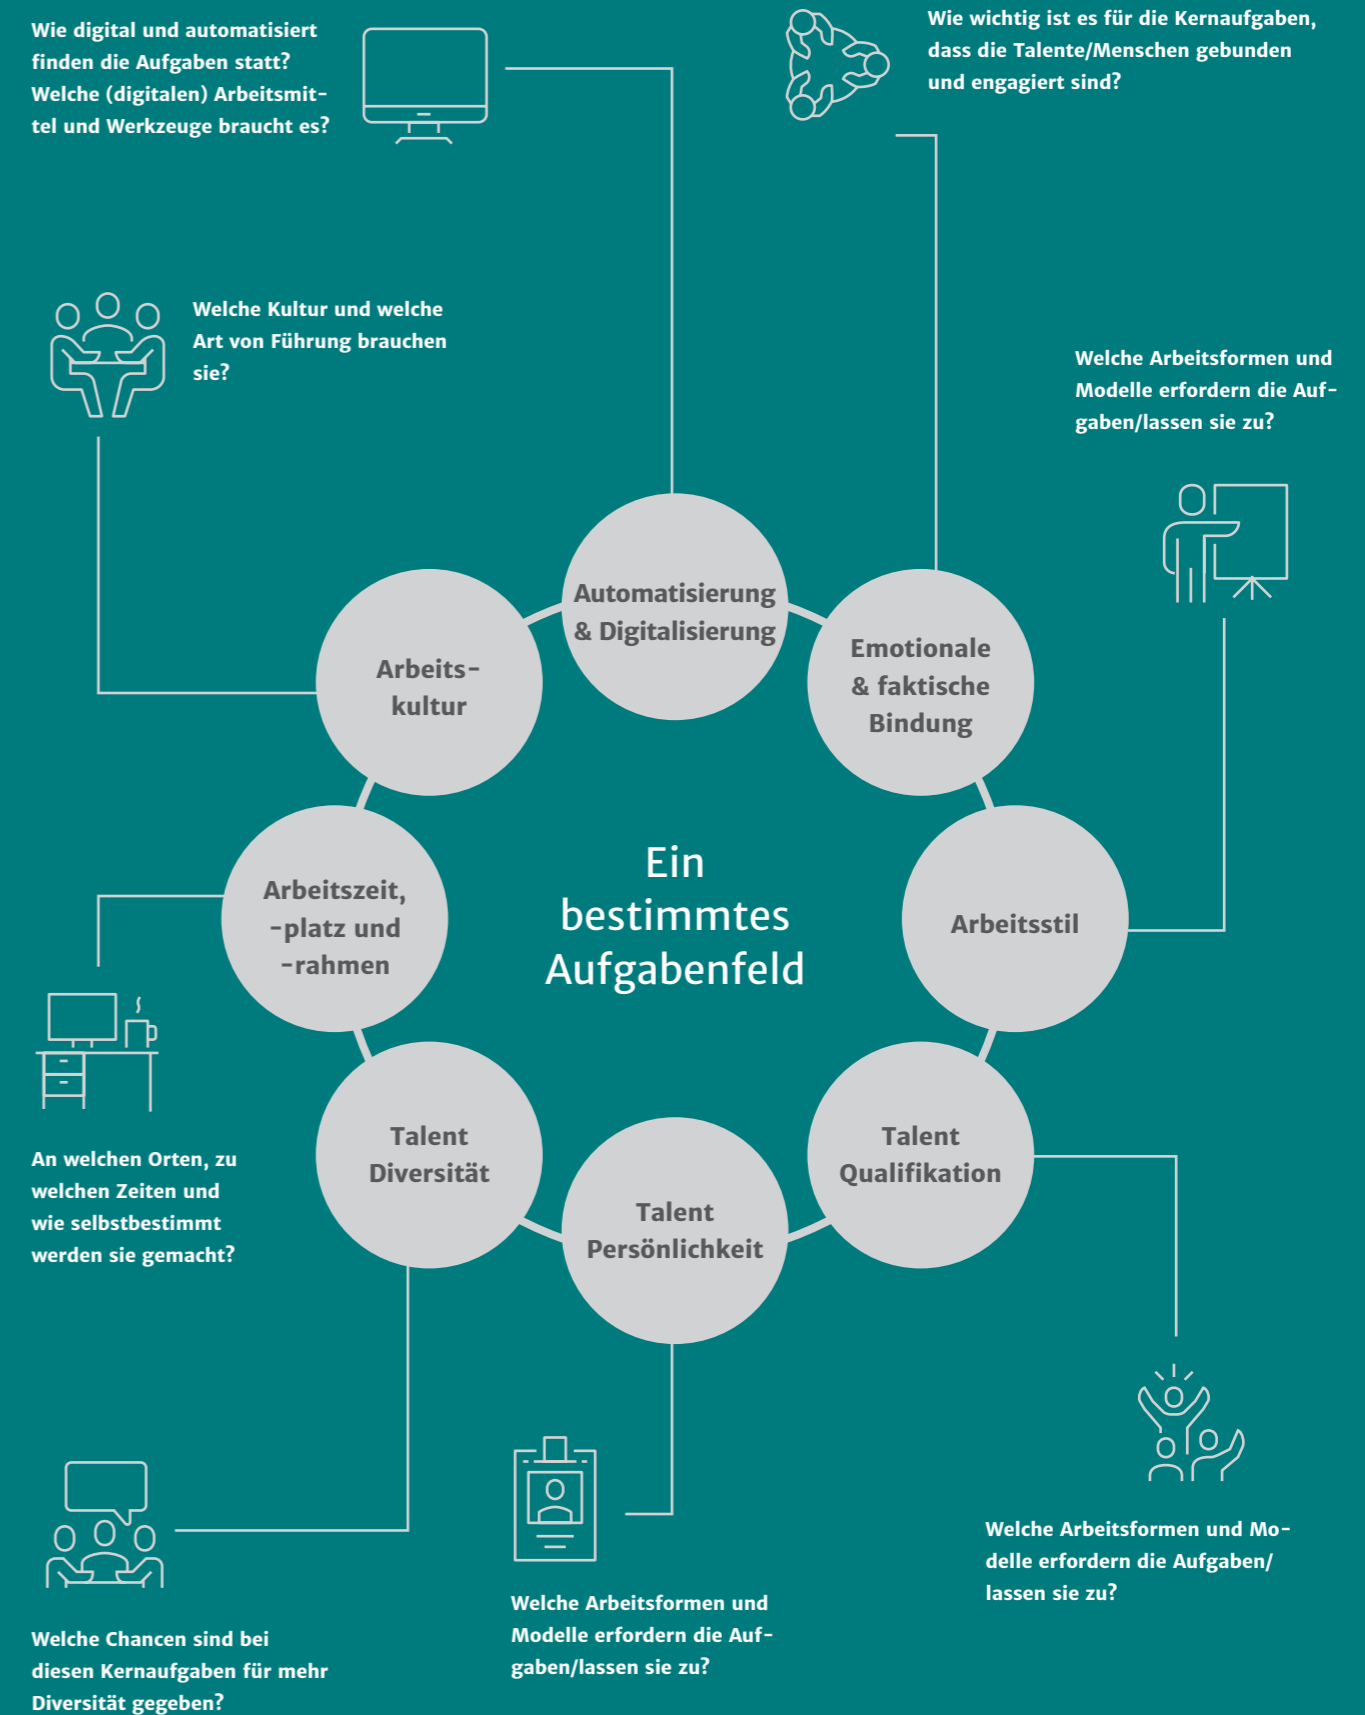 Wie digital und automatisiert
finden die Aufgaben statt?
Welche (digitalen) Arbeitsmit-
tel und Werkzeuge braucht es?
Wie wichtig ist es für die Kernaufgaben,
dass die Talente/Menschen gebunden
und engagiert sind?
Welche Kultur und welche
Art von Führung brauchen
sie?
Welche Arbeitsformen und
Modelle erfordern die Auf-
gaben/lassen sie zu?
Automatisierung
& Digitalisierung
Emotionale
& faktische
Bindung
Arbeits-
kultur
Ein
bestimmtes
Aufgabenfeld
Arbeitszeit,
-platz und
-rahmen
Arbeitsstil
Talent
Diversität
Talent
Qualifikation
Talent
Persönlichkeit
An welchen Orten, zu
welchen Zeiten und
wie selbstbestimmt
werden sie gemacht?
Welche Arbeitsformen und Mo-
delle erfordern die Aufgaben/
lassen sie zu?
Welche Arbeitsformen und
Modelle erfordern die Auf-
gaben/lassen sie zu?
Welche Chancen sind bei
diesen Kernaufgaben für mehr
Diversität gegeben?